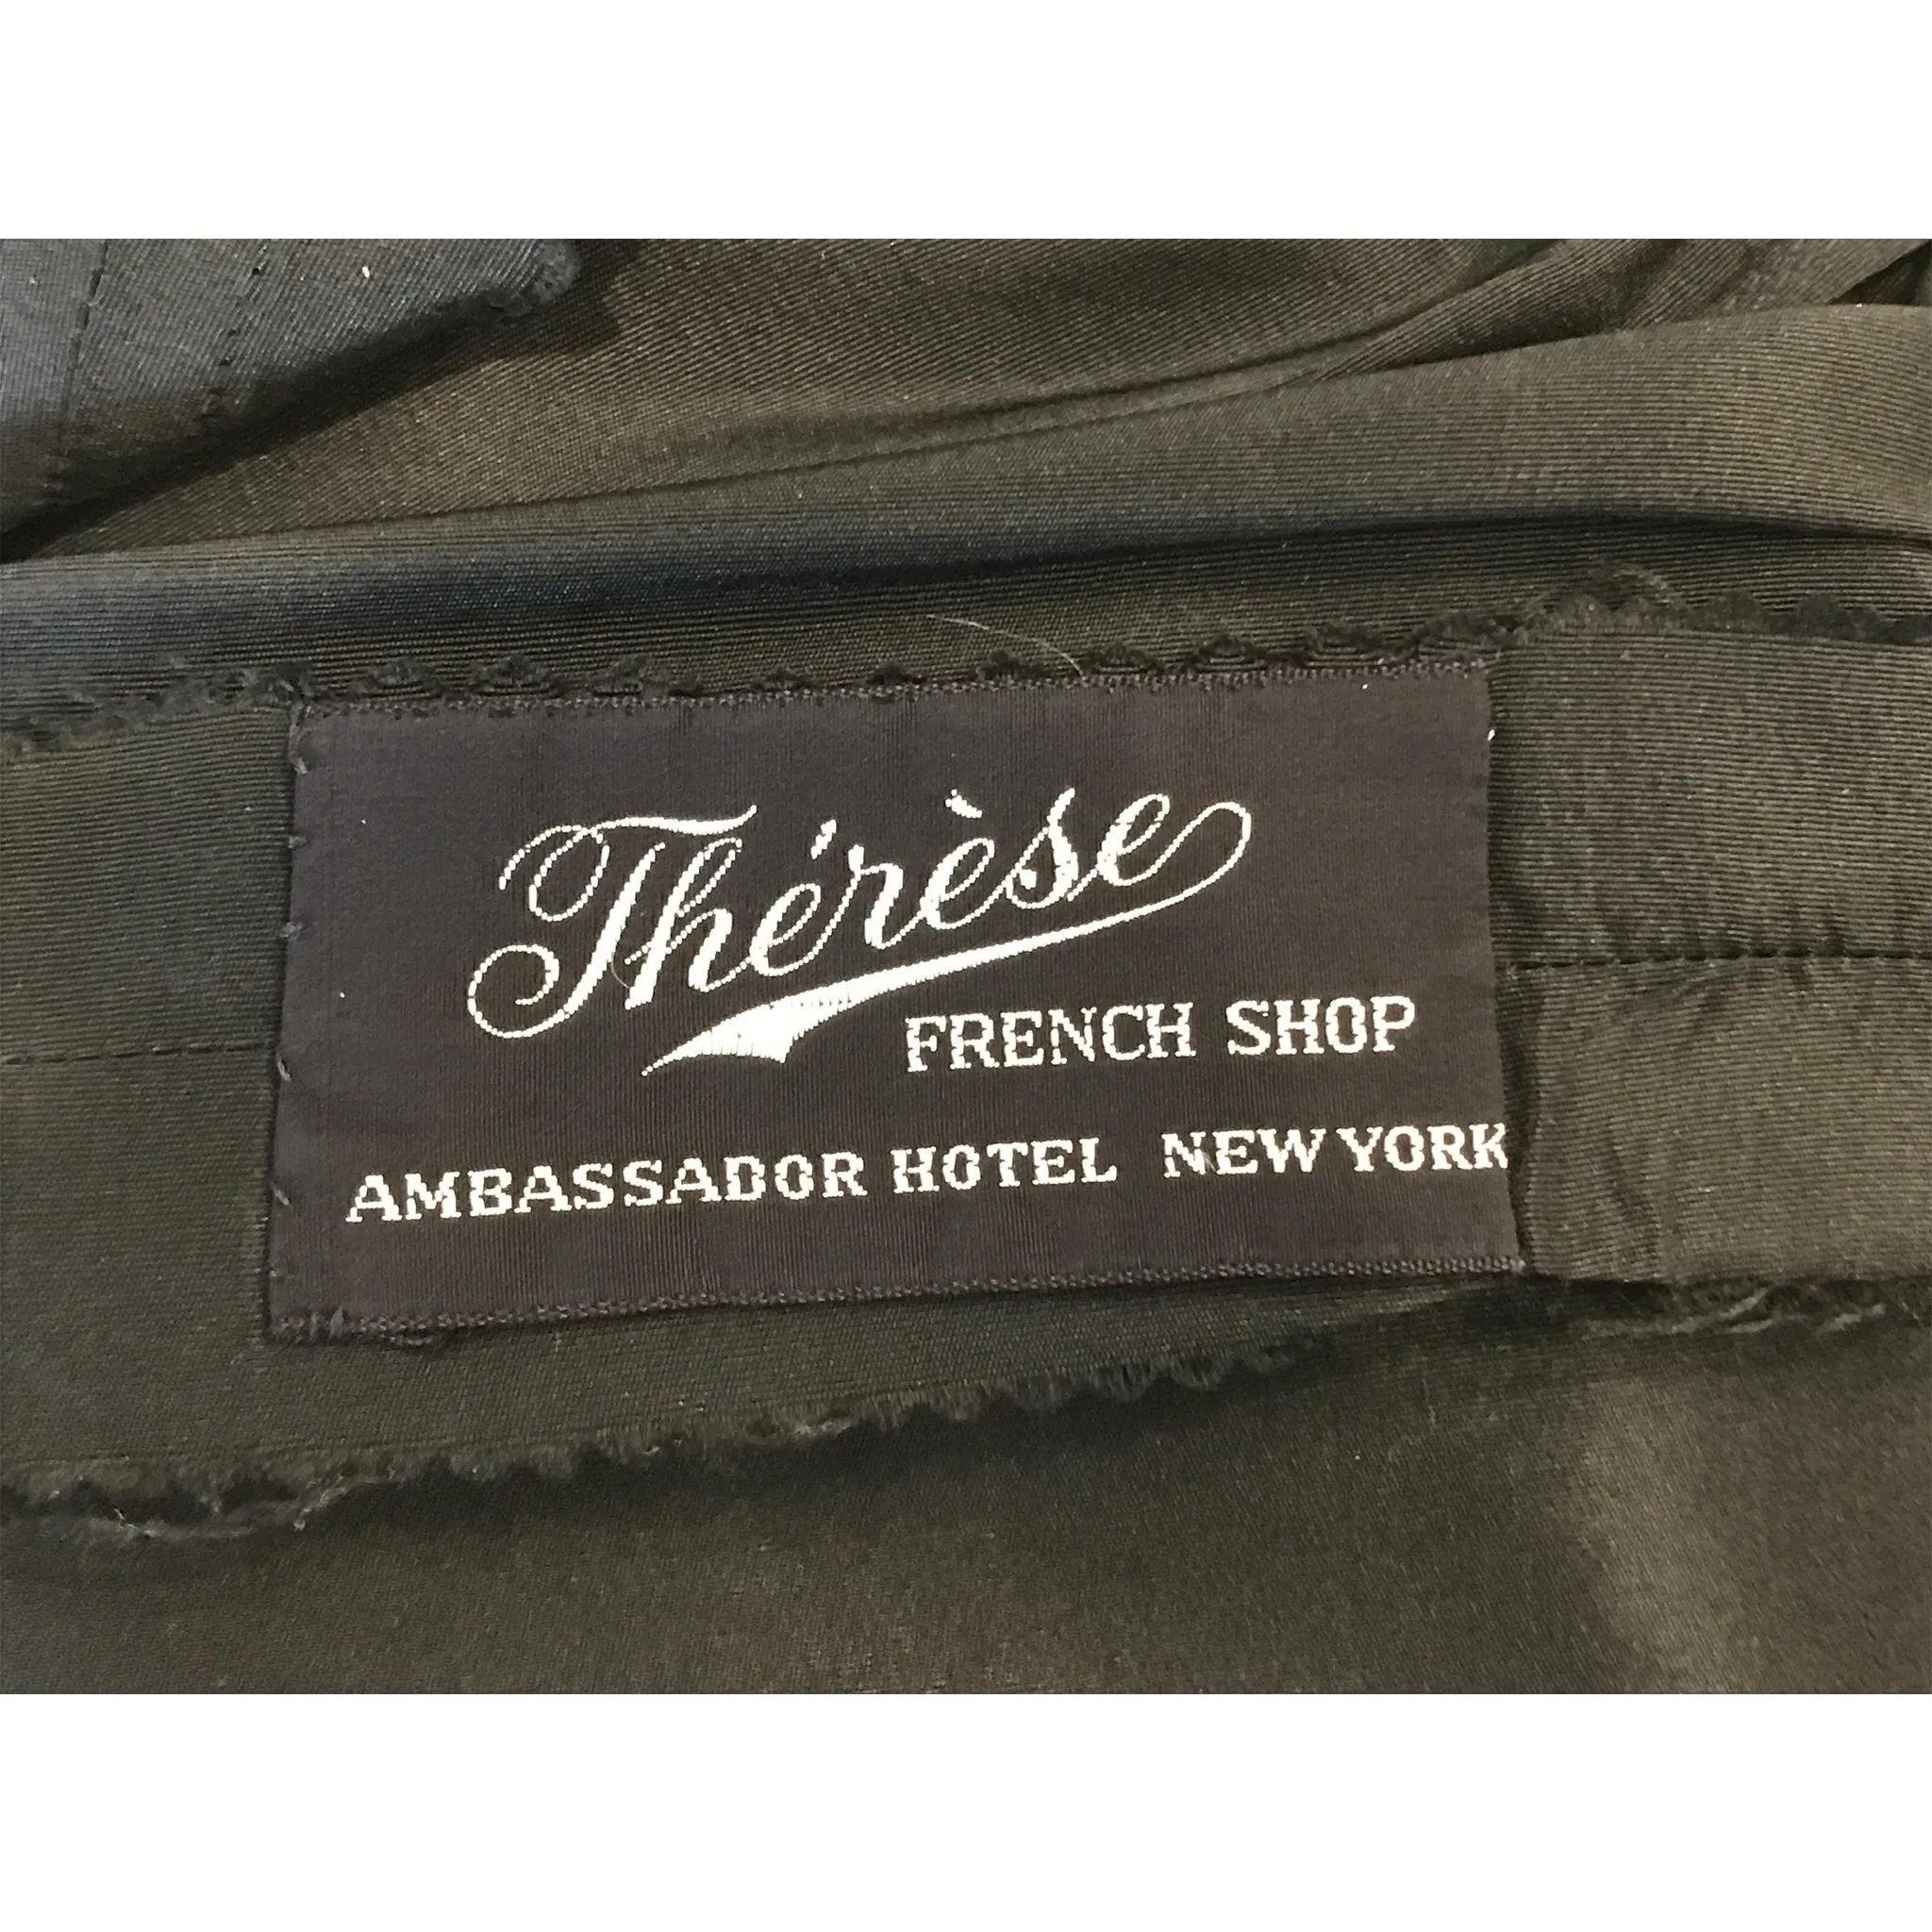 Thérèse
FRENCH SHOP
AMBASSADOR HOTEL NEW YORK